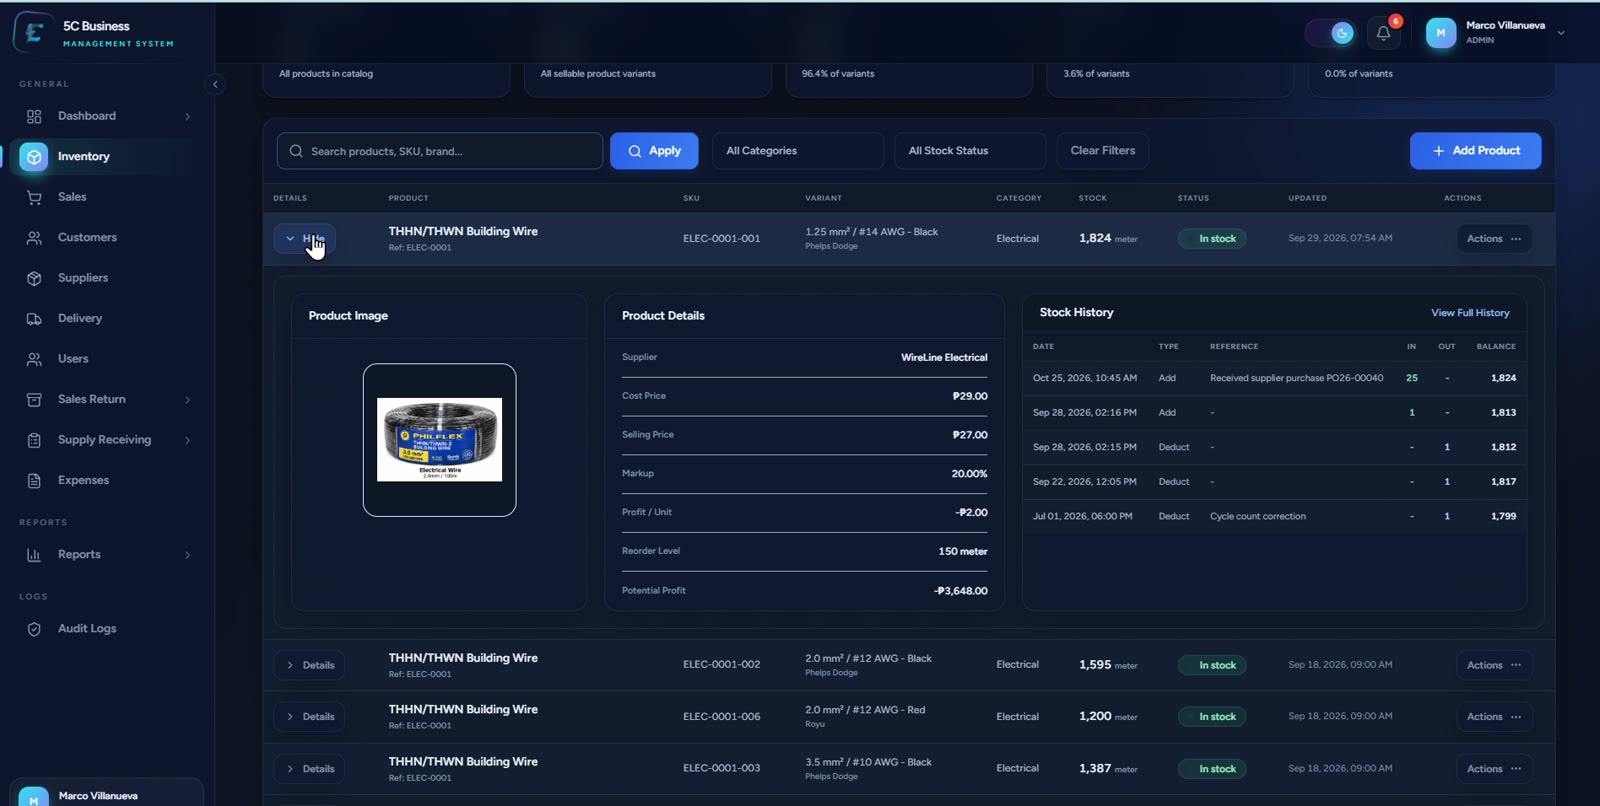 5C Business
MANAGEMENT SYSTEM
6
M
Marco Villanueva
ADMIN
GENERAL
Dashboard
Inventory
Sales
Customers
Suppliers
Delivery
Users
Sales Return
Supply Receiving
Expenses
REPORTS
Reports
LOGS
Audit Logs
M
Marco Villanueva
All products in catalog
All sellable product variants
96.4% of variants
3.6% of variants
0.0% of variants
Search products, SKU, brand...
Apply
All Categories
All Stock Status
Clear Filters
+ Add Product
DETAILS PRODUCT SKU VARIANT CATEGORY STOCK STATUS UPDATED ACTIONS
THHN/THWN Building Wire ELEC-0001-001 1.25 mm² / #14 AWG - Black Electrical 1,824 meter In stock Sep 29, 2026, 07:54 AM Actions ...
Ref: ELEC-0001 Phelps Dodge
Product Image
PHILFLEX
THHN/THWN-2
BUILDING WIRE
Electrical Wire
Product Details
Supplier WireLine Electrical
Cost Price ₱29.00
Selling Price ₱27.00
Markup 20.00%
Profit / Unit -₱2.00
Reorder Level 150 meter
Potential Profit -₱3,648.00
Stock History View Full History
DATE TYPE REFERENCE IN OUT BALANCE
Oct 25, 2026, 10:45 AM Add Received supplier purchase PO26-00040 25 - 1,824
Sep 28, 2026, 02:16 PM Add - 1 - 1,813
Sep 28, 2026, 02:15 PM Deduct - - 1 1,812
Sep 22, 2026, 12:05 PM Deduct - - 1 1,817
Jul 01, 2026, 06:00 PM Deduct Cycle count correction - 1 1,799
Details THHN/THWN Building Wire ELEC-0001-002 2.0 mm² / #12 AWG - Black Electrical 1,595 meter In stock Sep 18, 2026, 09:00 AM Actions ...
Ref: ELEC-0001 Phelps Dodge
Details THHN/THWN Building Wire ELEC-0001-006 2.0 mm² / #12 AWG - Red Electrical 1,200 meter In stock Sep 18, 2026, 09:00 AM Actions ...
Ref: ELEC-0001 Royu
Details THHN/THWN Building Wire ELEC-0001-003 3.5 mm² / #10 AWG - Black Electrical 1,387 meter In stock Sep 18, 2026, 09:00 AM Actions ...
Ref: ELEC-0001 Phelps Dodge